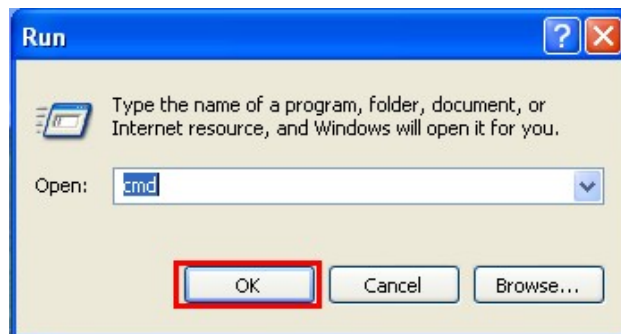 Run
Type the name of a program, folder, document, or
Internet resource, and Windows will open it for you.
Open: cmd
OK Cancel Browse...